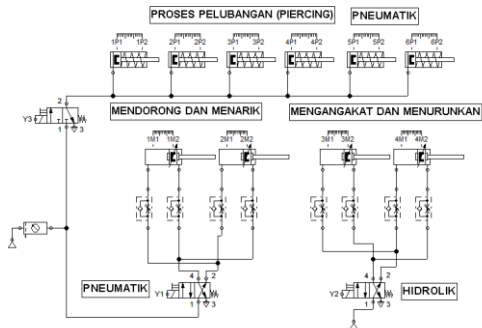 PROSES PELUBANGAN (PIERCING) PNEUMATIK
1P1 1P2 2P1 2P2 3P1 3P2 4P1 4P2 5P1 5P2 6P1 6P2
2
Y3
1 3
MENDORONG DAN MENARIK MENGANGAKAT DAN MENURUNKAN
1M1 1M2 2M1 2M2 3M1 3M2 4M1 4M2
4 2 4 2
PNEUMATIK Y1 Y2 HIDROLIK
1 3 1 3